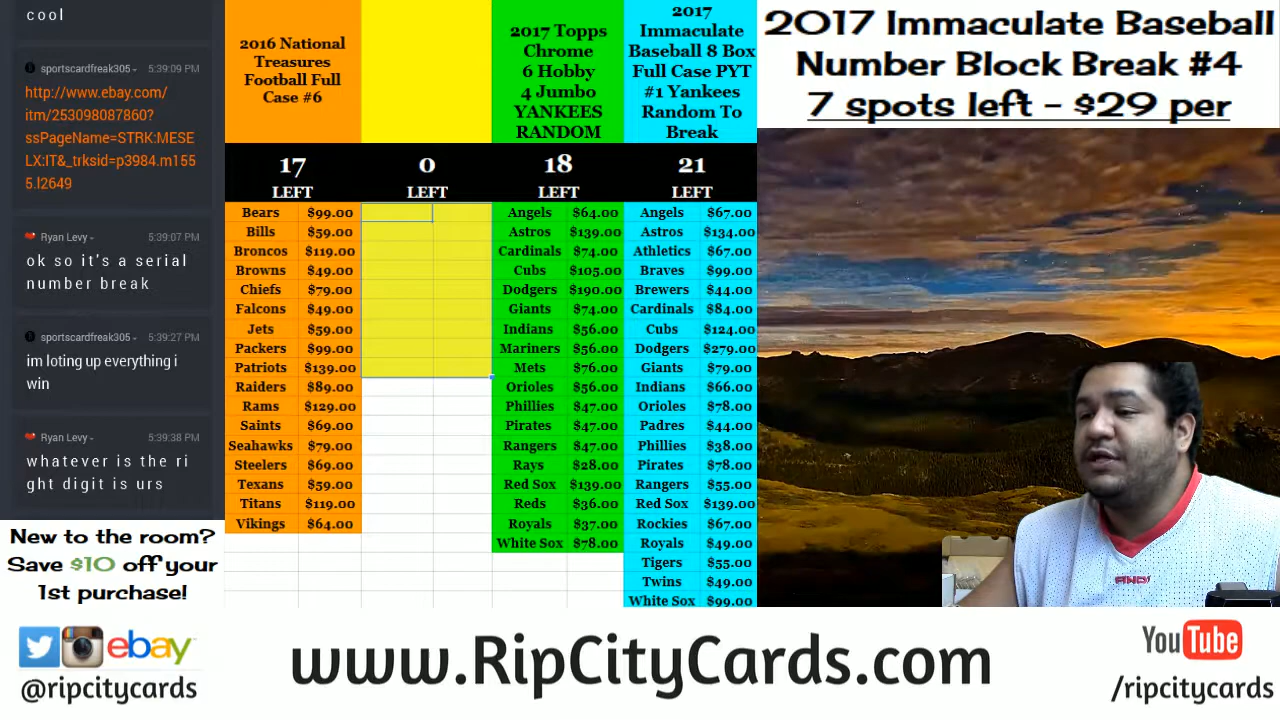 cool
sportscardfreak305 5:39:09 PM
http://www.ebay.com/
itm/253098087860?
ssPageName=STRK:MESE
LX:IT&_trksid=p3984.m155
5.l2649
Ryan Levy 5:39:07 PM
ok so it's a serial
number break
sportscardfreak305 5:39:27 PM
im loting up everything i
win
Ryan Levy 5:39:38 PM
whatever is the ri
ght digit is urs
New to the room?
Save $10 off your
1st purchase!
2016 National
Treasures
Football Full
Case #6
17
LEFT
Bears $99.00
Bills $59.00
Broncos $119.00
Browns $49.00
Chiefs $79.00
Falcons $49.00
Jets $59.00
Packers $99.00
Patriots $139.00
Raiders $89.00
Rams $129.00
Saints $69.00
Seahawks $79.00
Steelers $69.00
Texans $59.00
Titans $119.00
Vikings $64.00
0
LEFT
2017 Topps
Chrome
6 Hobby
4 Jumbo
YANKEES
RANDOM
18
LEFT
Angels $64.00
Astros $139.00
Cardinals $74.00
Cubs $105.00
Dodgers $190.00
Giants $74.00
Indians $56.00
Mariners $56.00
Mets $76.00
Orioles $56.00
Phillies $47.00
Pirates $47.00
Rangers $47.00
Rays $28.00
Red Sox $139.00
Reds $36.00
Royals $37.00
White Sox $78.00
2017
Immaculate
Baseball 8 Box
Full Case PYT
#1 Yankees
Random To
Break
21
LEFT
Angels $67.00
Astros $134.00
Athletics $67.00
Braves $99.00
Brewers $44.00
Cardinals $84.00
Cubs $124.00
Dodgers $279.00
Giants $79.00
Indians $66.00
Orioles $78.00
Padres $44.00
Phillies $38.00
Pirates $78.00
Rangers $55.00
Red Sox $139.00
Rockies $67.00
Royals $49.00
Tigers $55.00
Twins $49.00
White Sox $99.00
2017 Immaculate Baseball
Number Block Break #4
7 spots left - $29 per
AND1
ebay
@ripcitycards
www.RipCityCards.com
YouTube
/ripcitycards